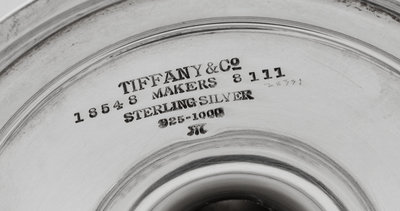 TIFFANY & Co
18548 MAKERS 8111
STERLING SILVER
925-1000
M